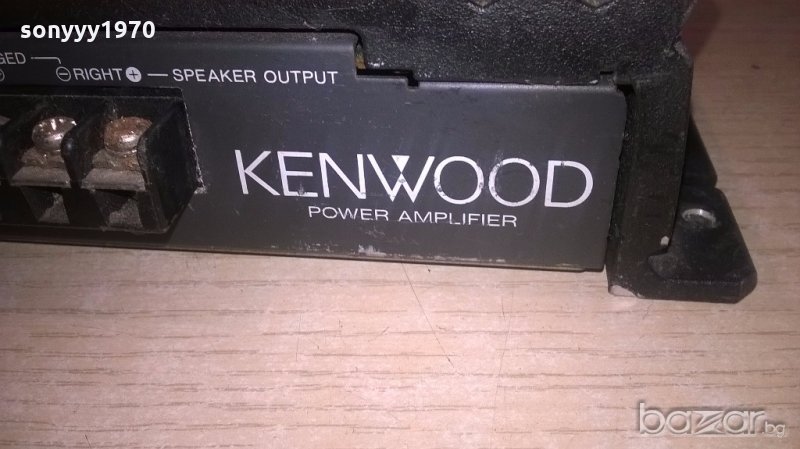 sonyyy1970
GED
⊖RIGHT⊕—SPEAKER OUTPUT
KENWOOD
POWER AMPLIFIER
bazar.bg